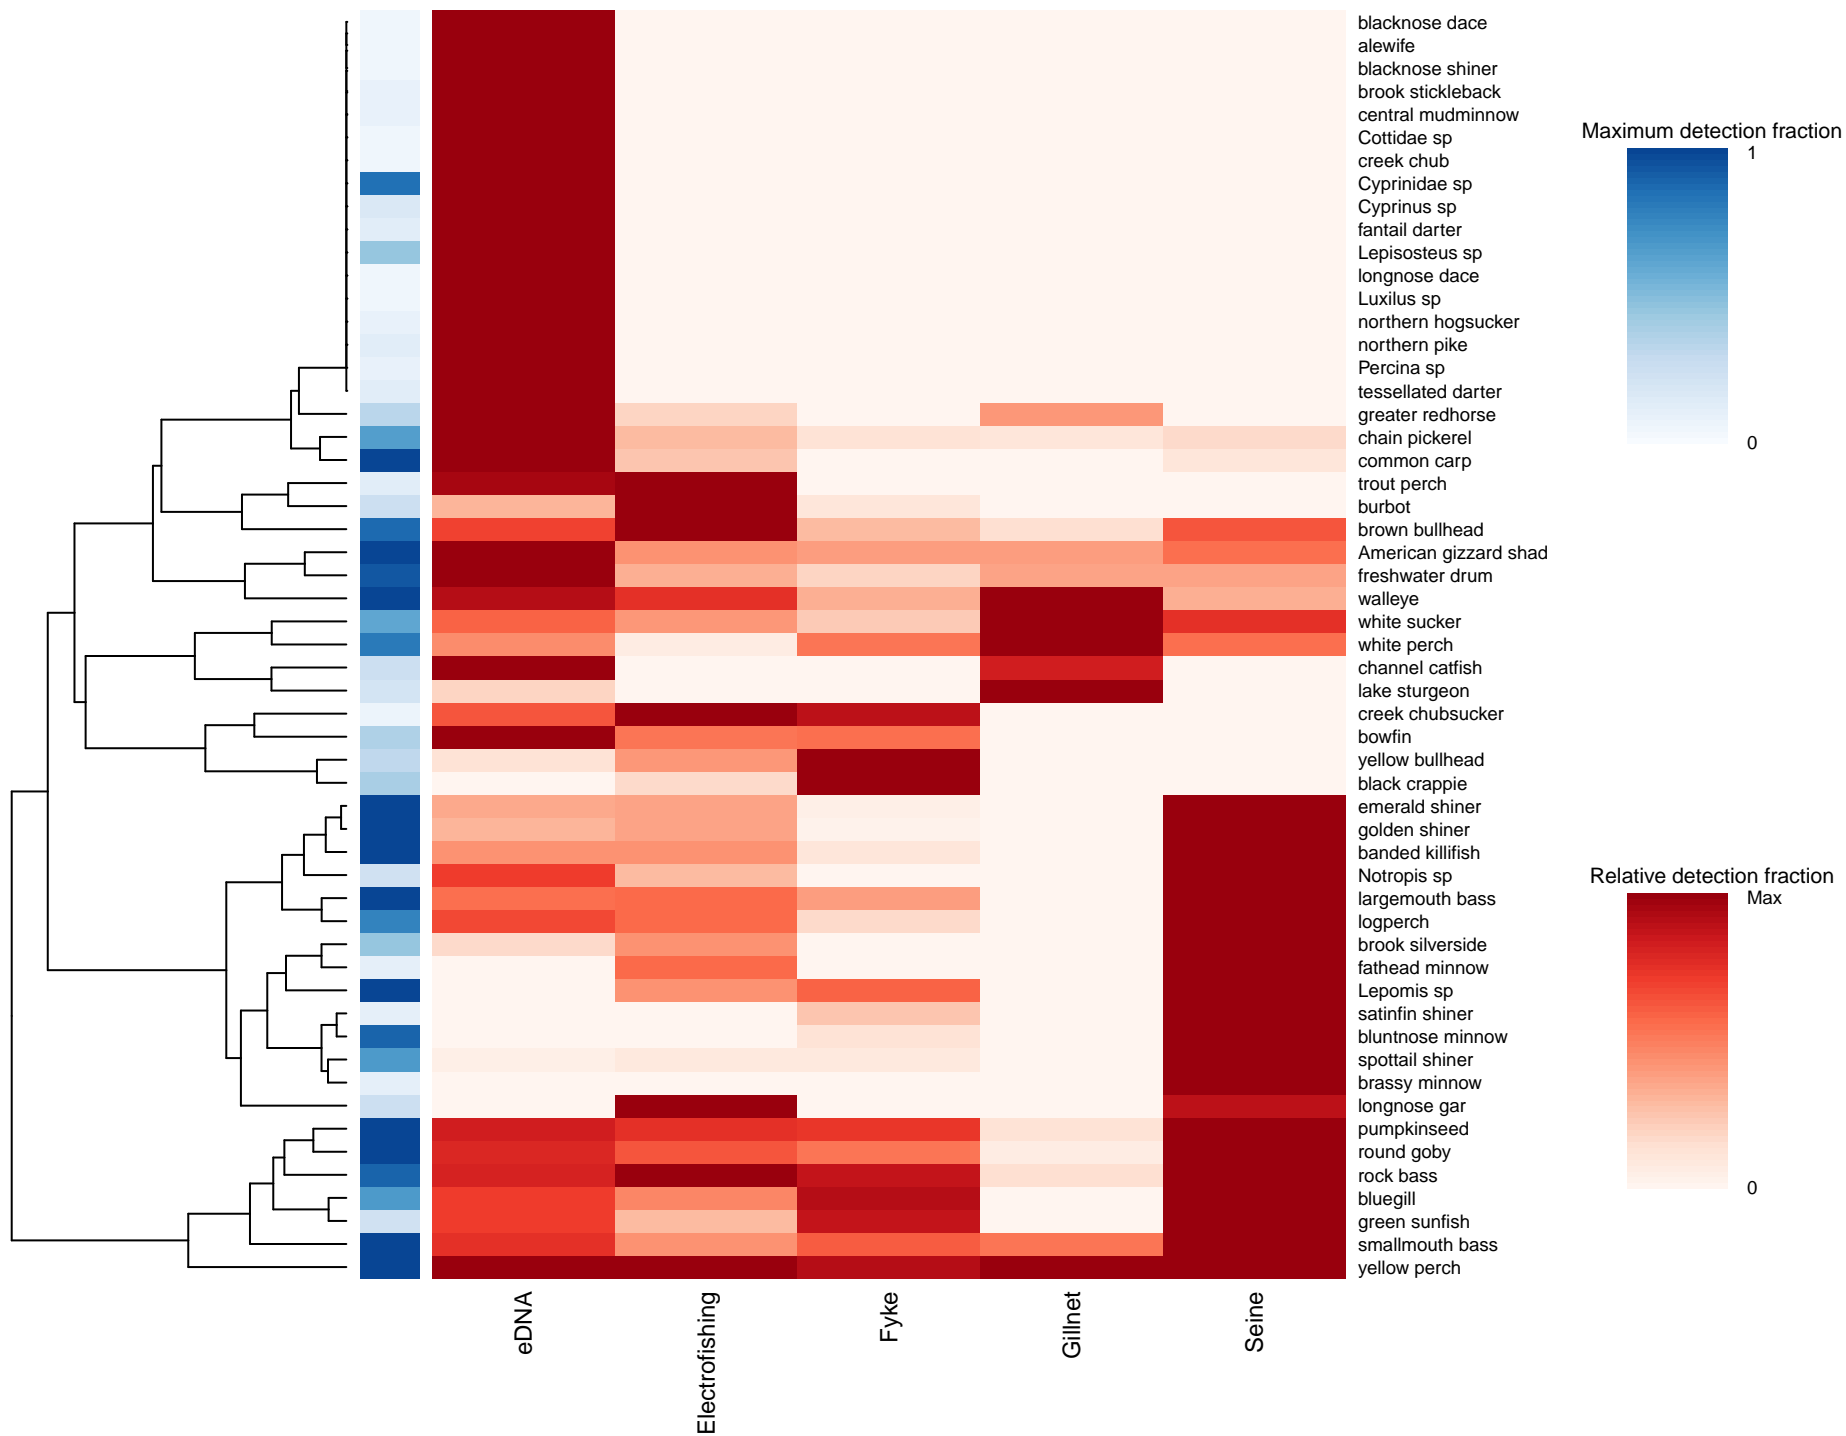 blacknose dace
alewife
blacknose shiner
brook stickleback
central mudminnow
Cottidae sp
creek chub
Cyprinidae sp
Cyprinus sp
fantail darter
Lepisosteus sp
longnose dace
Luxilus sp
northern hogsucker
northern pike
Percina sp
tessellated darter
greater redhorse
chain pickerel
common carp
trout perch
burbot
brown bullhead
American gizzard shad
freshwater drum
walleye
white sucker
white perch
channel catfish
lake sturgeon
creek chubsucker
bowfin
yellow bullhead
black crappie
emerald shiner
golden shiner
banded killifish
Notropis sp
largemouth bass
logperch
brook silverside
fathead minnow
Lepomis sp
satinfin shiner
bluntnose minnow
spottail shiner
brassy minnow
longnose gar
pumpkinseed
round goby
rock bass
bluegill
green sunfish
smallmouth bass
yellow perch
eDNA
Electrofishing
Fyke
Gillnet
Seine
Maximum detection fraction
1
0
Relative detection fraction
Max
0